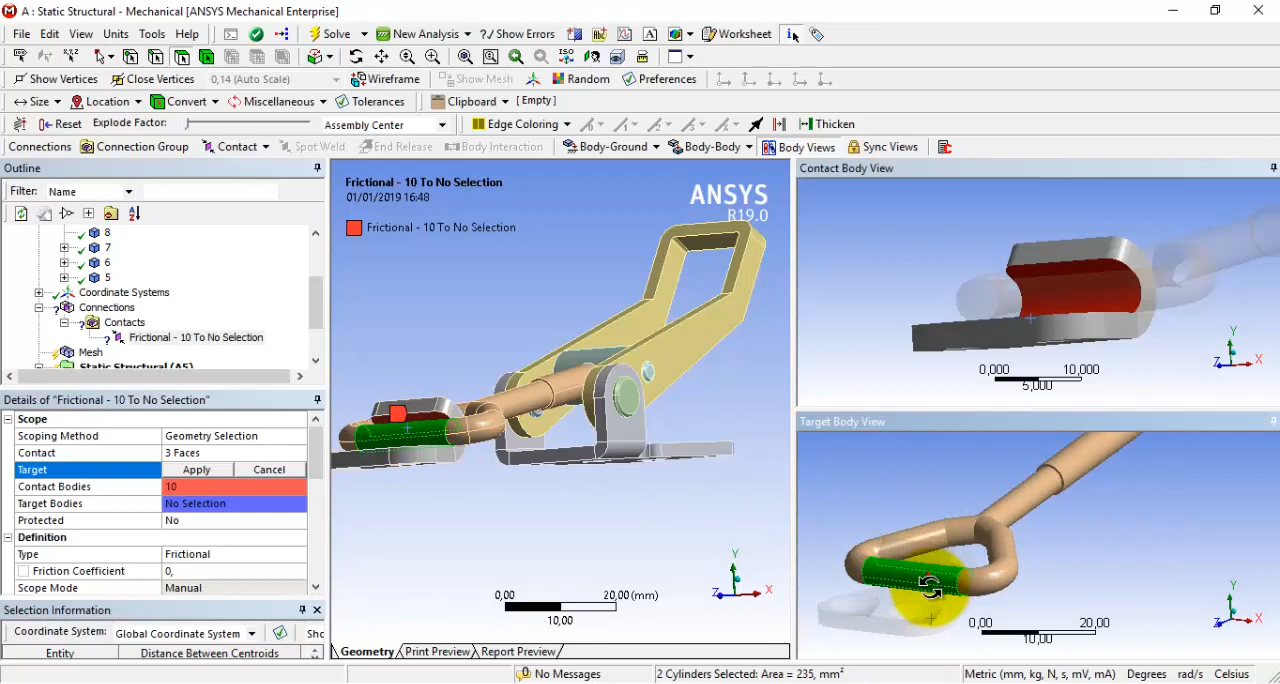 A : Static Structural - Mechanical [ANSYS Mechanical Enterprise]
File Edit View Units Tools Help Solve New Analysis ?/ Show Errors A Worksheet
ISO
Show Vertices Close Vertices 0,14 (Auto Scale) Wireframe Show Mesh Random Preferences
Size Location Convert Miscellaneous Tolerances Clipboard [Empty]
Reset Explode Factor: Assembly Center Edge Coloring Thicken
Connections Connection Group Contact Spot Weld End Release Body Interaction Body-Ground Body-Body Body Views Sync Views
Outline
Filter: Name
8
7
6
5
Coordinate Systems
Connections
Contacts
Frictional - 10 To No Selection
Mesh
Static Structural (A5)
Details of "Frictional - 10 To No Selection"
Scope
Scoping Method Geometry Selection
Contact 3 Faces
Target Apply Cancel
Contact Bodies 10
Target Bodies No Selection
Protected No
Definition
Type Frictional
Friction Coefficient 0,
Scope Mode Manual
Selection Information
Coordinate System: Global Coordinate System Sho
Entity Distance Between Centroids
Frictional - 10 To No Selection
01/01/2019 16:48
Frictional - 10 To No Selection
ANSYS
R19.0
Y
Z X
0,00 20,00 (mm)
10,00
Geometry Print Preview Report Preview
Contact Body View
0,000 10,000
5,000
Y
Z X
Target Body View
0,00 20,00
10,00
Y
Z X
No Messages 2 Cylinders Selected: Area = 235, mm² Metric (mm, kg, N, s, mV, mA) Degrees rad/s Celsius